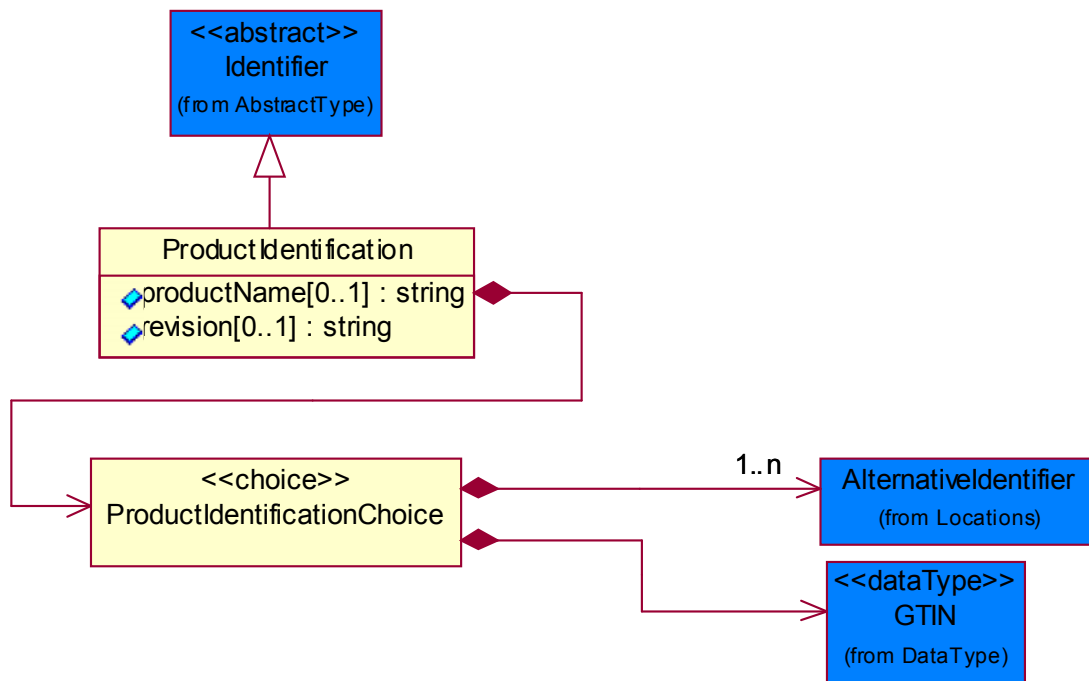 <<abstract>>
Identifier
(from AbstractType)
ProductIdentification
productName[0..1] : string
revision[0..1] : string
<<choice>>
ProductIdentificationChoice
1..n
AlternativeIdentifier
(from Locations)
<<dataType>>
GTIN
(from DataType)